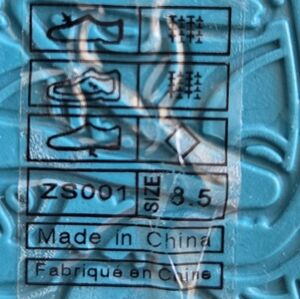 ZS001 SIZE 8.5
Made in China
Fabriqué en Chine